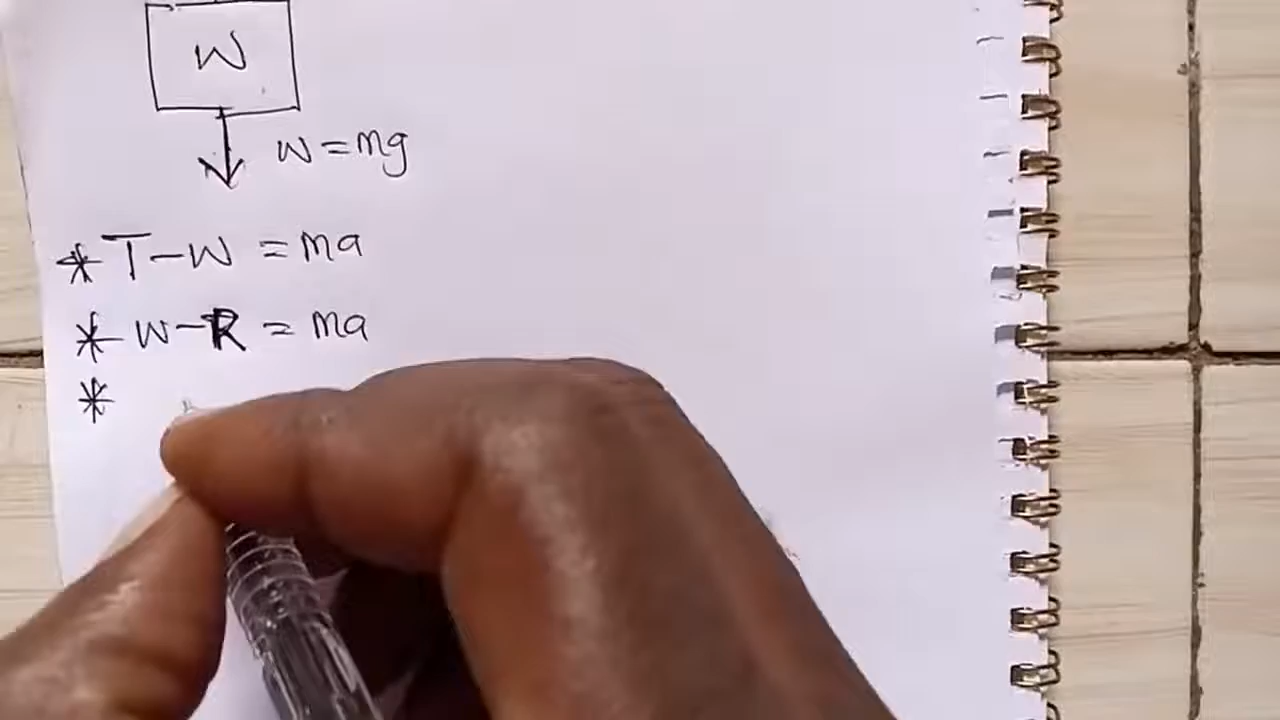 W
W = mg
* T - W = ma
* W - R = ma
*